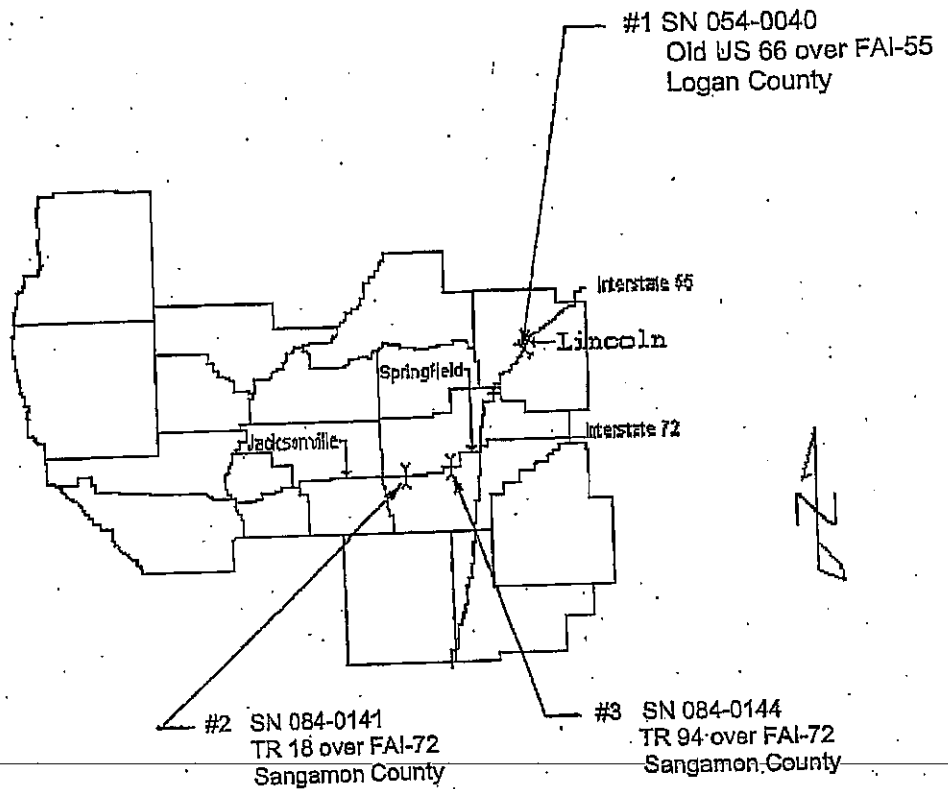 #1 SN 054-0040
Old US 66 over FAI-55
Logan County
Interstate 55
Lincoln
Springfield
Interstate 72
Jacksonville
N
#2 SN 084-0141
TR 18 over FAI-72
Sangamon County
#3 SN 084-0144
TR 94 over FAI-72
Sangamon County